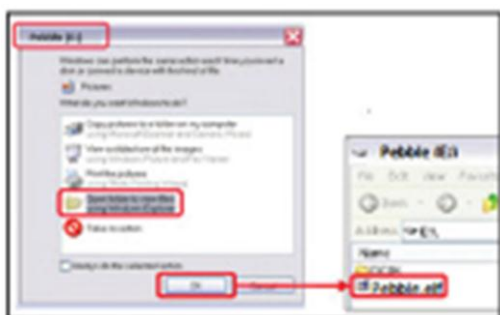 Pebble (E:)
Windows can perform the same action each time you insert a
disk or connect a device with this kind of file:
Pictures
What do you want Windows to do?
Copy pictures to a folder on my computer
using Microsoft Scanner and Camera Wizard
View a slideshow of the images
using Windows Picture and Fax Viewer
Print the pictures
using Photo Printing Wizard
Open folder to view files
using Windows Explorer
Take no action
Always do the selected action.
OK
Cancel
Pebble (E:)
File Edit View Favorites
Back
Address
Name
DCIM